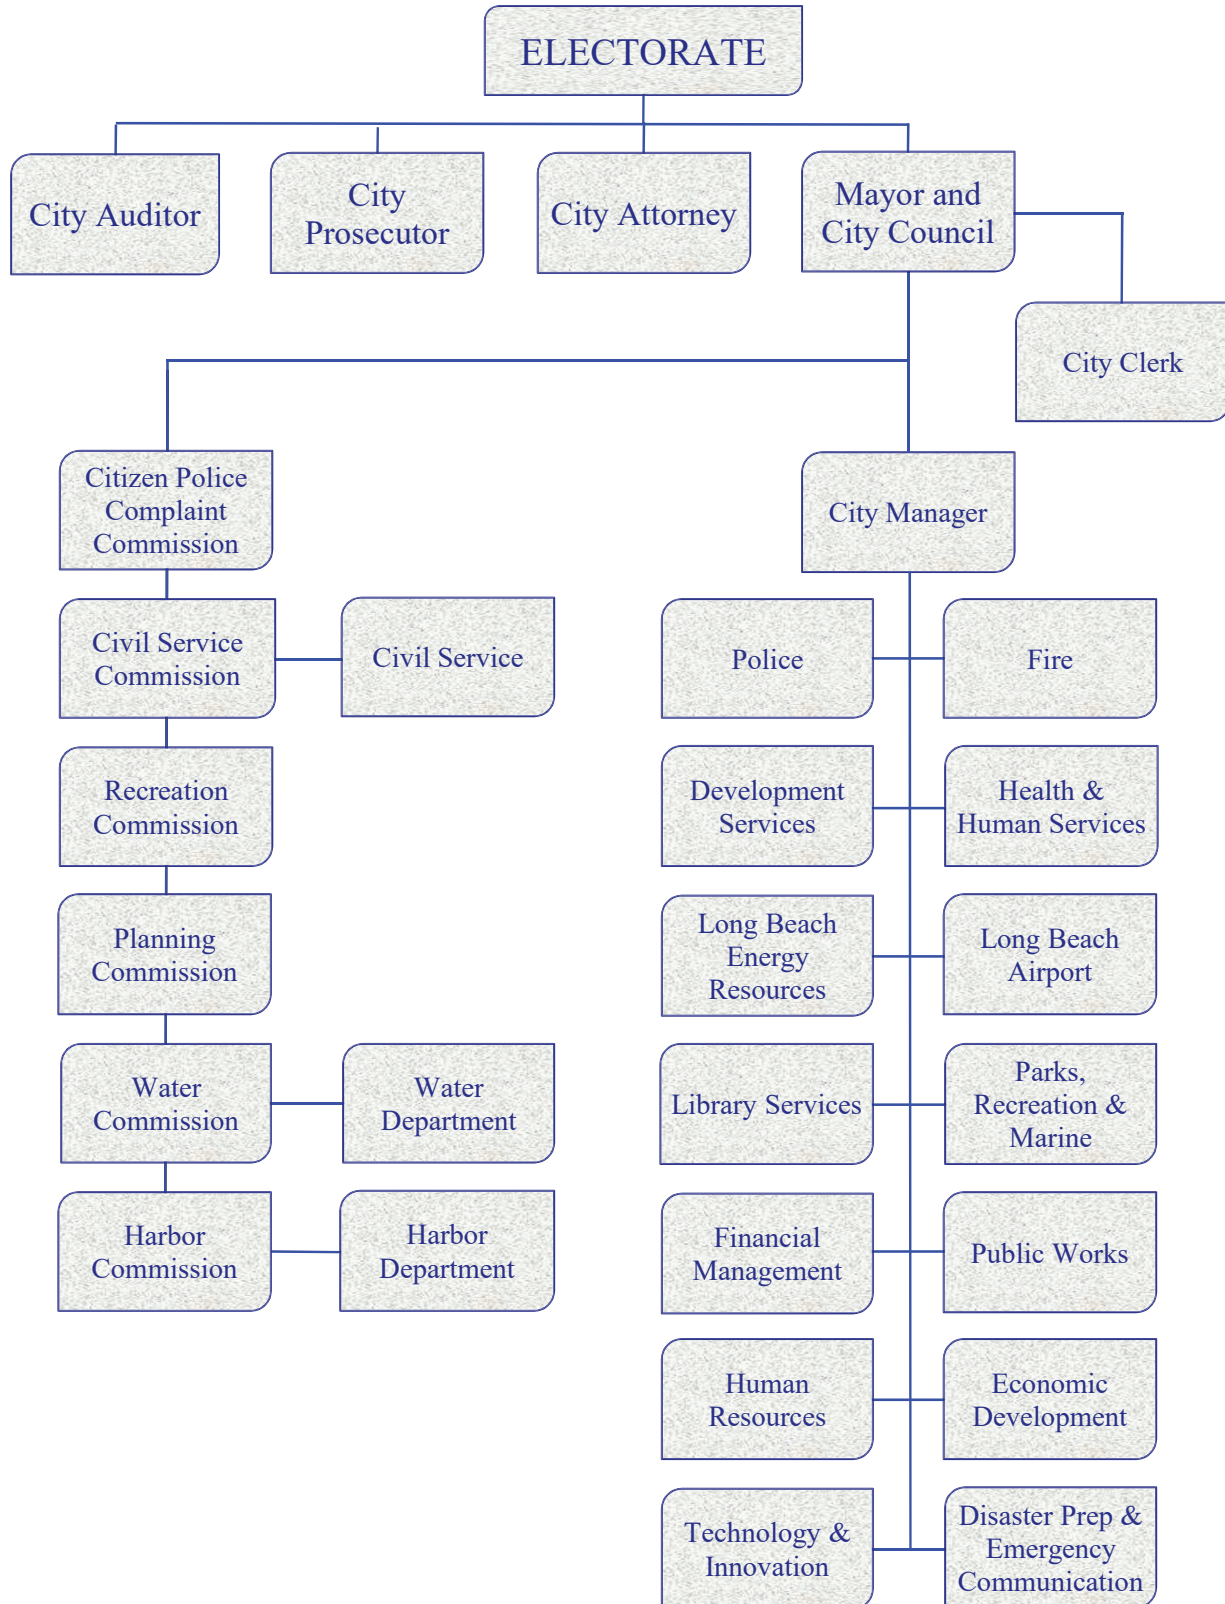 ELECTORATE
City Auditor
City
Prosecutor
City Attorney
Mayor and
City Council
City Clerk
Citizen Police
Complaint
Commission
City Manager
Civil Service
Commission
Civil Service
Police
Fire
Recreation
Commission
Development
Services
Health &
Human Services
Planning
Commission
Long Beach
Energy
Resources
Long Beach
Airport
Water
Commission
Water
Department
Library Services
Parks,
Recreation &
Marine
Harbor
Commission
Harbor
Department
Financial
Management
Public Works
Human
Resources
Economic
Development
Technology &
Innovation
Disaster Prep &
Emergency
Communication